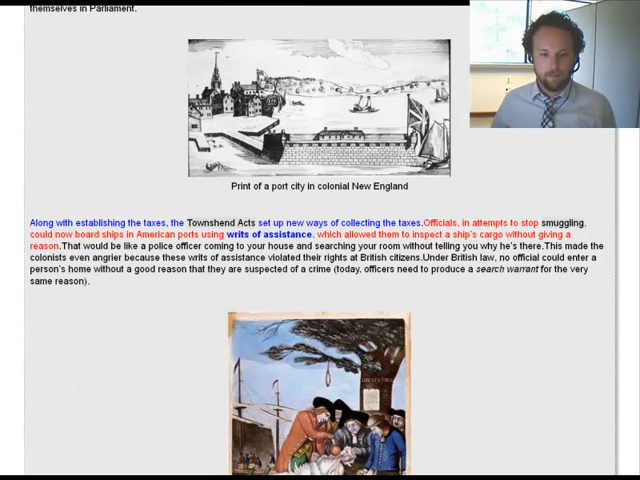 themselves in Parliament.
Print of a port city in colonial New England
Along with establishing the taxes, the Townshend Acts set up new ways of collecting the taxes.Officials, in attempts to stop smuggling,
could now board ships in American ports using writs of assistance, which allowed them to inspect a ship's cargo without giving a
reason.That would be like a police officer coming to your house and searching your room without telling you why he's there.This made the
colonists even angrier because these writs of assistance violated their rights at British citizens.Under British law, no official could enter a
person's home without a good reason that they are suspected of a crime (today, officers need to produce a search warrant for the very
same reason).